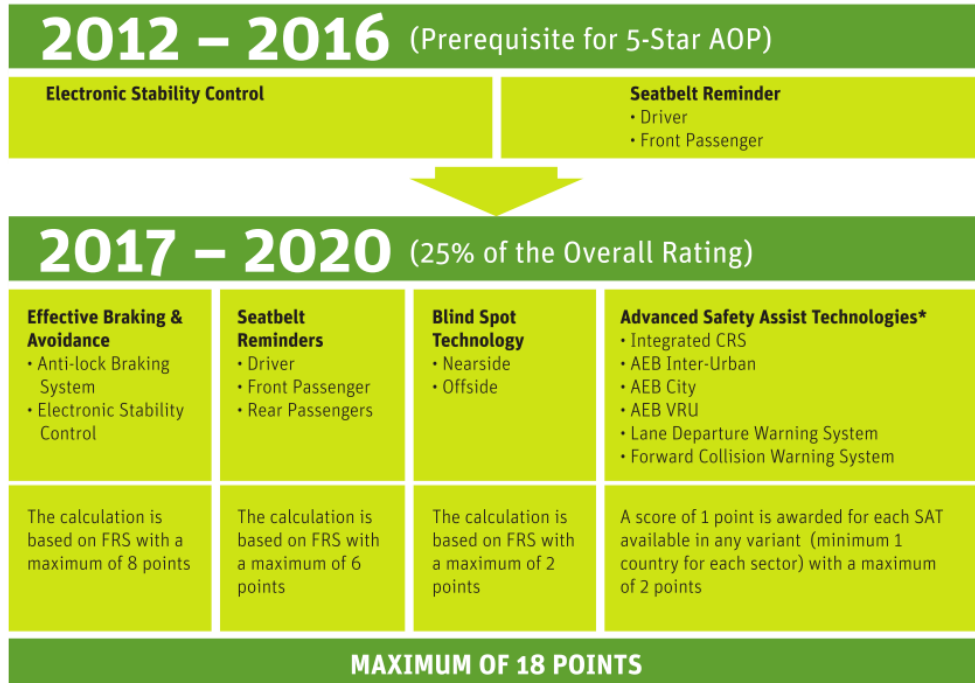 2012 – 2016 (Prerequisite for 5-Star AOP)
Electronic Stability Control
Seatbelt Reminder
• Driver
• Front Passenger
2017 – 2020 (25% of the Overall Rating)
Effective Braking &
Avoidance
• Anti-lock Braking
System
• Electronic Stability
Control
Seatbelt
Reminders
• Driver
• Front Passenger
• Rear Passengers
Blind Spot
Technology
• Nearside
• Offside
Advanced Safety Assist Technologies*
• Integrated CRS
• AEB Inter-Urban
• AEB City
• AEB VRU
• Lane Departure Warning System
• Forward Collision Warning System
The calculation is
based on FRS with a
maximum of 8 points
The calculation is
based on FRS with
a maximum of 6
points
The calculation is
based on FRS with
a maximum of 2
points
A score of 1 point is awarded for each SAT
available in any variant (minimum 1
country for each sector) with a maximum
of 2 points
MAXIMUM OF 18 POINTS